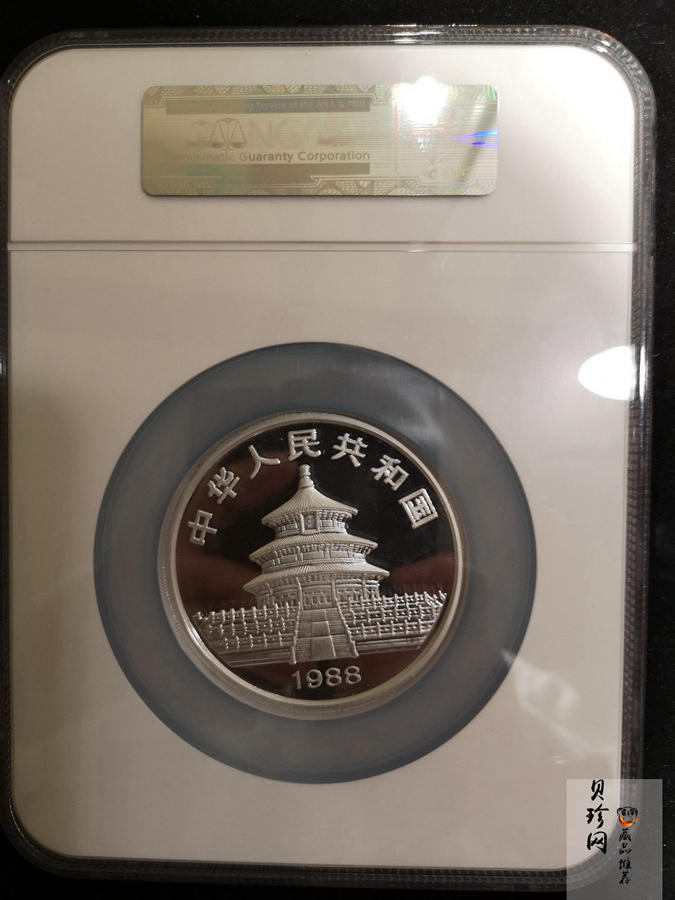 Service of the ANA & PNG
NGC
Numismatic Guaranty Corporation
中华人民共和国
1988
贝珍网
藏品推荐